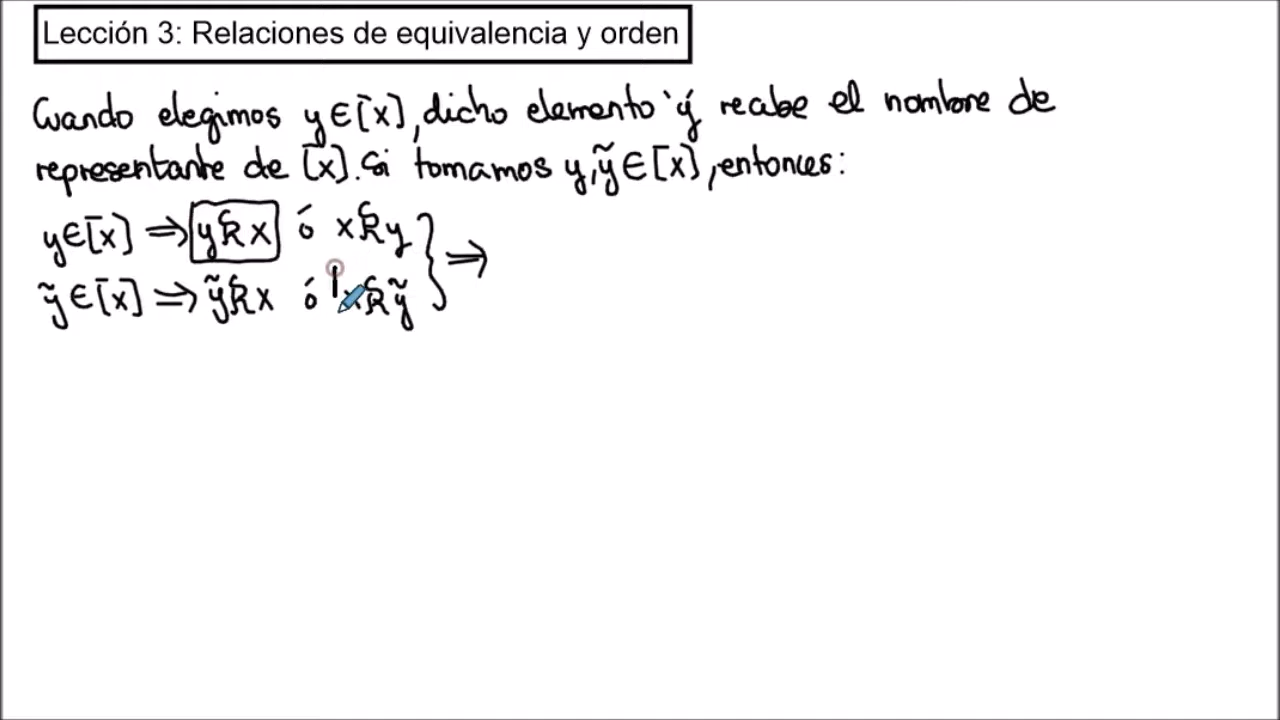 Lección 3: Relaciones de equivalencia y orden
Cuando elegimos y∈[x], dicho elemento 'y' recibe el nombre de
representante de [x]. Si tomamos y,ỹ∈[x], entonces:
y∈[x] ⇒ yRx ó xRy } ⇒
ỹ∈[x] ⇒ ỹRx ó xRỹ